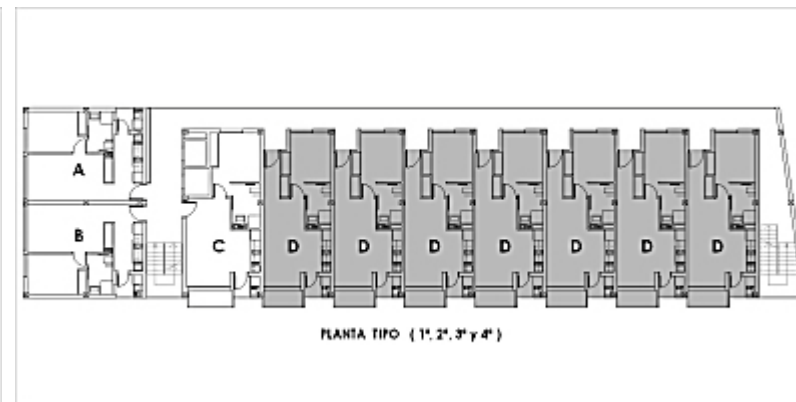 A
B
C D D D D D D D
PLANTA TIPO ( 1ª, 2ª, 3ª y 4ª )